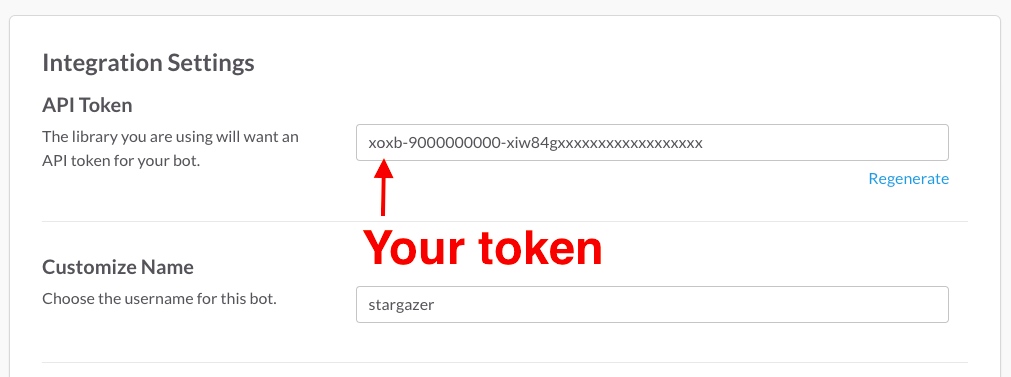 Integration Settings
API Token
The library you are using will want an
API token for your bot.
xoxb-9000000000-xiw84gxxxxxxxxxxxxxxxxxx
Regenerate
Your token
Customize Name
Choose the username for this bot.
stargazer